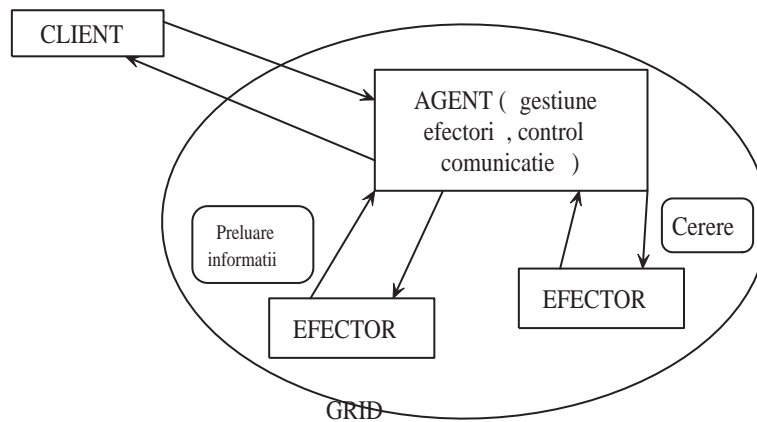 CLIENT
AGENT ( gestiune
efectori , control
comunicatie )
Preluare
informatii
Cerere
EFECTOR
EFECTOR
GRID